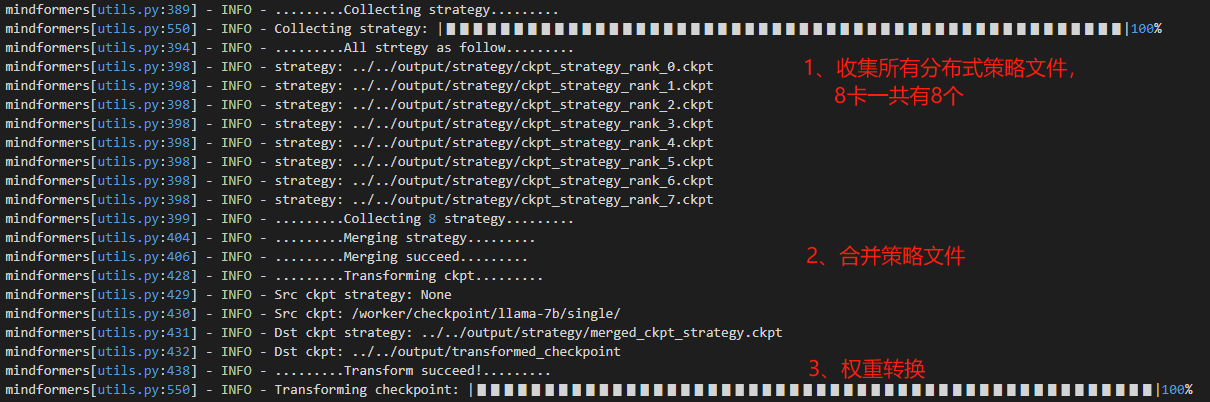 mindformers[utils.py:389] - INFO - .........Collecting strategy.........
mindformers[utils.py:550] - INFO - Collecting strategy: |██████████████████████████████████████████████████|100%
mindformers[utils.py:394] - INFO - .........All strtegy as follow.........
mindformers[utils.py:398] - INFO - strategy: ../../output/strategy/ckpt_strategy_rank_0.ckpt
1、收集所有分布式策略文件，
mindformers[utils.py:398] - INFO - strategy: ../../output/strategy/ckpt_strategy_rank_1.ckpt
8卡一共有8个
mindformers[utils.py:398] - INFO - strategy: ../../output/strategy/ckpt_strategy_rank_2.ckpt
mindformers[utils.py:398] - INFO - strategy: ../../output/strategy/ckpt_strategy_rank_3.ckpt
mindformers[utils.py:398] - INFO - strategy: ../../output/strategy/ckpt_strategy_rank_4.ckpt
mindformers[utils.py:398] - INFO - strategy: ../../output/strategy/ckpt_strategy_rank_5.ckpt
mindformers[utils.py:398] - INFO - strategy: ../../output/strategy/ckpt_strategy_rank_6.ckpt
mindformers[utils.py:398] - INFO - strategy: ../../output/strategy/ckpt_strategy_rank_7.ckpt
mindformers[utils.py:399] - INFO - .........Collecting 8 strategy.........
mindformers[utils.py:404] - INFO - .........Merging strategy.........
mindformers[utils.py:406] - INFO - .........Merging succeed.........
2、合并策略文件
mindformers[utils.py:428] - INFO - .........Transforming ckpt.........
mindformers[utils.py:429] - INFO - Src ckpt strategy: None
mindformers[utils.py:430] - INFO - Src ckpt: /worker/checkpoint/llama-7b/single/
mindformers[utils.py:431] - INFO - Dst ckpt strategy: ../../output/strategy/merged_ckpt_strategy.ckpt
mindformers[utils.py:432] - INFO - Dst ckpt: ../../output/transformed_checkpoint
mindformers[utils.py:438] - INFO - .........Transform succeed!.........
3、权重转换
mindformers[utils.py:550] - INFO - Transforming checkpoint: |██████████████████████████████████████████████████|100%